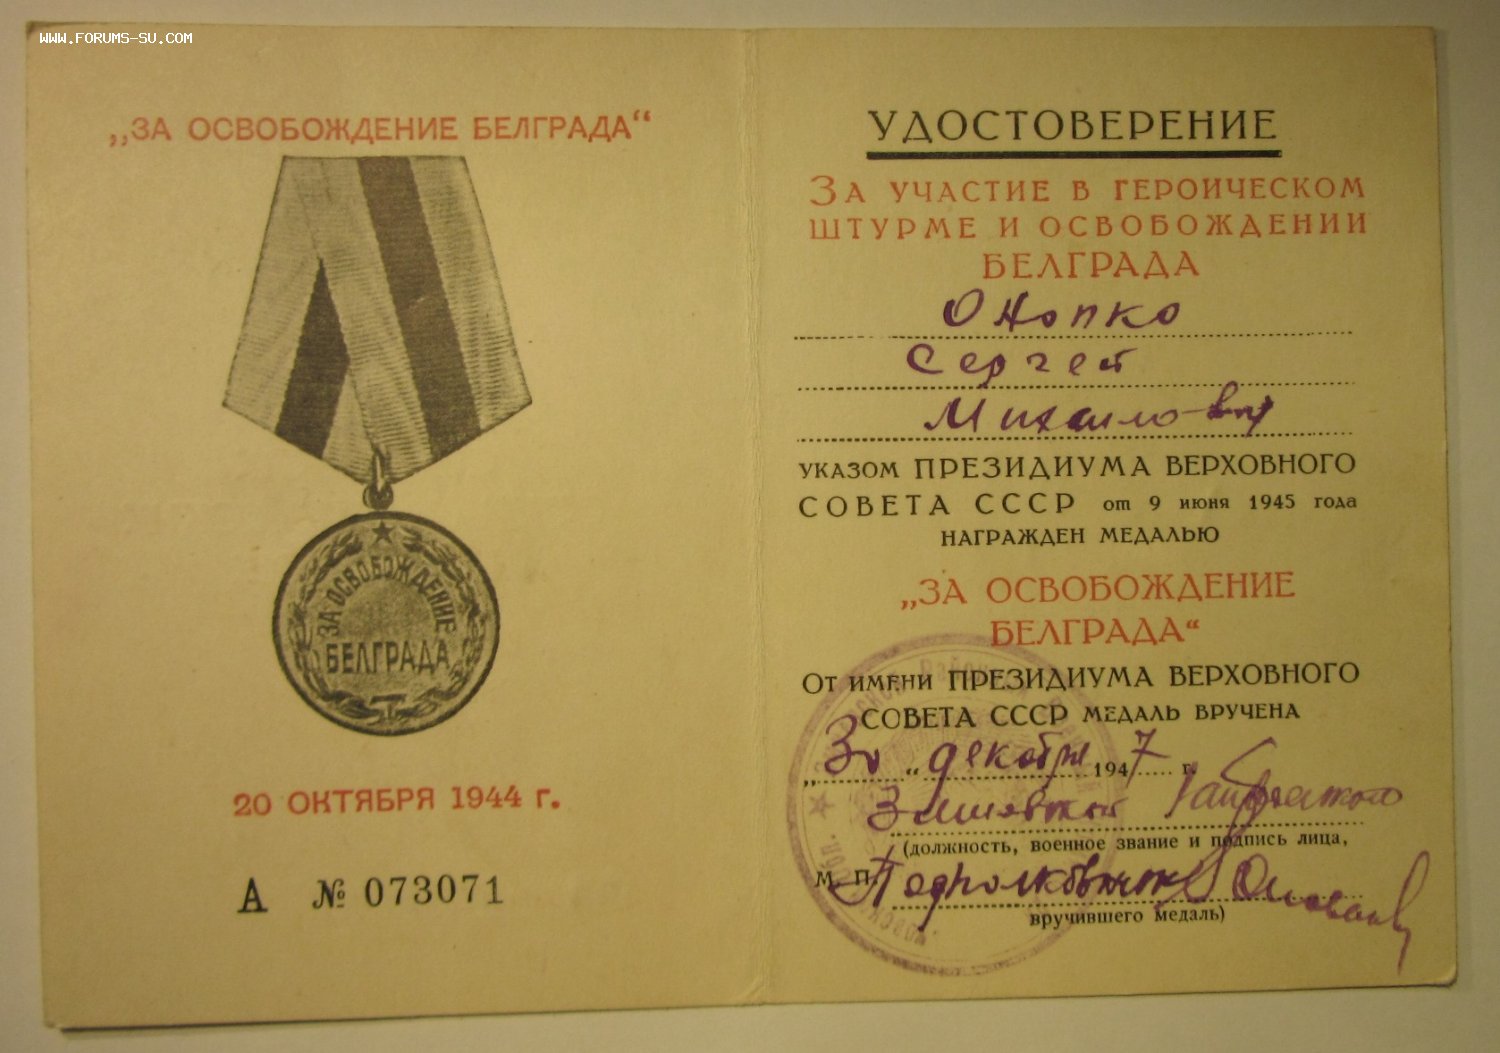 WWW.FORUMS-SU.COM
„ЗА ОСВОБОЖДЕНИЕ БЕЛГРАДА“
ЗА ОСВОБОЖДЕНИЕ
БЕЛГРАДА
20 ОКТЯБРЯ 1944 г.
А № 073071
УДОСТОВЕРЕНИЕ
ЗА УЧАСТИЕ В ГЕРОИЧЕСКОМ
ШТУРМЕ И ОСВОБОЖДЕНИИ
БЕЛГРАДА
Онопко
Сергей
Михайлович
УКАЗОМ ПРЕЗИДИУМА ВЕРХОВНОГО
СОВЕТА СССР от 9 июня 1945 года
НАГРАЖДЕН МЕДАЛЬЮ
„ЗА ОСВОБОЖДЕНИЕ
БЕЛГРАДА“
ОТ ИМЕНИ ПРЕЗИДИУМА ВЕРХОВНОГО
СОВЕТА СССР МЕДАЛЬ ВРУЧЕНА
„30“ декабря 1947 г.
(должность, военное звание и подпись лица,
М. П. Подполковник
вручившего медаль)